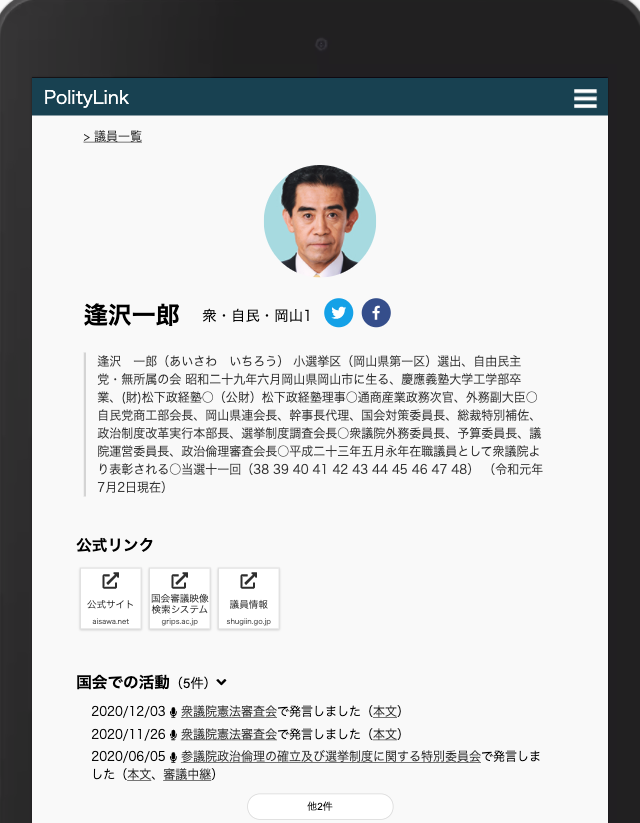 PolityLink
> 議員一覧
逢沢一郎 衆・自民・岡山1
逢沢　一郎（あいさわ　いちろう） 小選挙区（岡山県第一区）選出、自由民主
党・無所属の会 昭和二十九年六月岡山県岡山市に生る、慶應義塾大学工学部卒
業、(財)松下政経塾○（公財）松下政経塾理事○通商産業政務次官、外務副大臣○
自民党商工部会長、岡山県連会長、幹事長代理、国会対策委員長、総裁特別補佐、
政治制度改革実行本部長、選挙制度調査会長○衆議院外務委員長、予算委員長、議
院運営委員長、政治倫理審査会長○平成二十三年五月永年在職議員として衆議院よ
り表彰される○当選十一回（38 39 40 41 42 43 44 45 46 47 48）（令和元年
7月2日現在）
公式リンク
公式サイト
aisawa.net
国会審議映像
検索システム
grips.ac.jp
議員情報
shugiin.go.jp
国会での活動（5件）
2020/12/03 衆議院憲法審査会で発言しました（本文）
2020/11/26 衆議院憲法審査会で発言しました（本文）
2020/06/05 参議院政治倫理の確立及び選挙制度に関する特別委員会で発言しま
した（本文、審議中継）
他2件